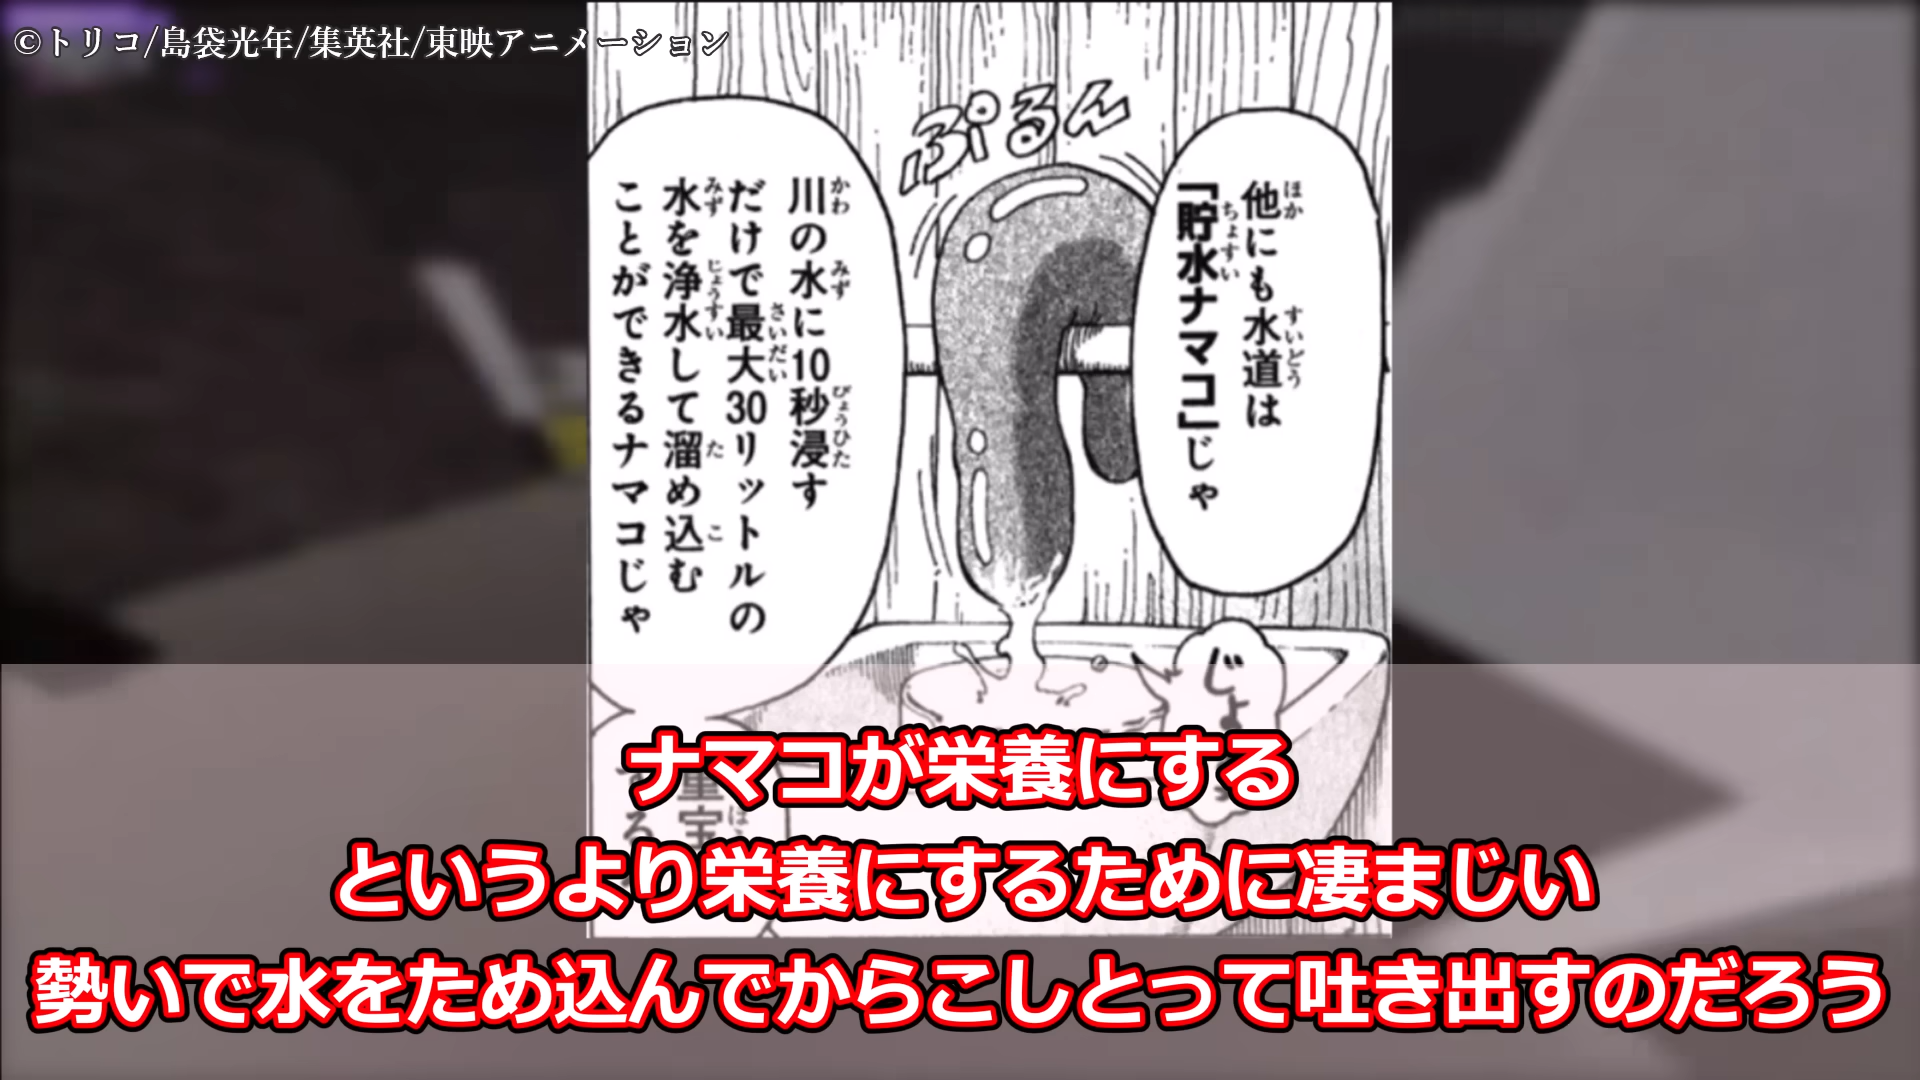 ©トリコ/島袋光年/集英社/東映アニメーション
ぷるん
他にも水道は
「貯水ナマコ」じゃ
川の水に10秒浸す
だけで最大30リットルの
水を浄水して溜め込む
ことができるナマコじゃ
じょ
重宝
する
ナマコが栄養にする
というより栄養にするために凄まじい
勢いで水をため込んでからこしとって吐き出すのだろう